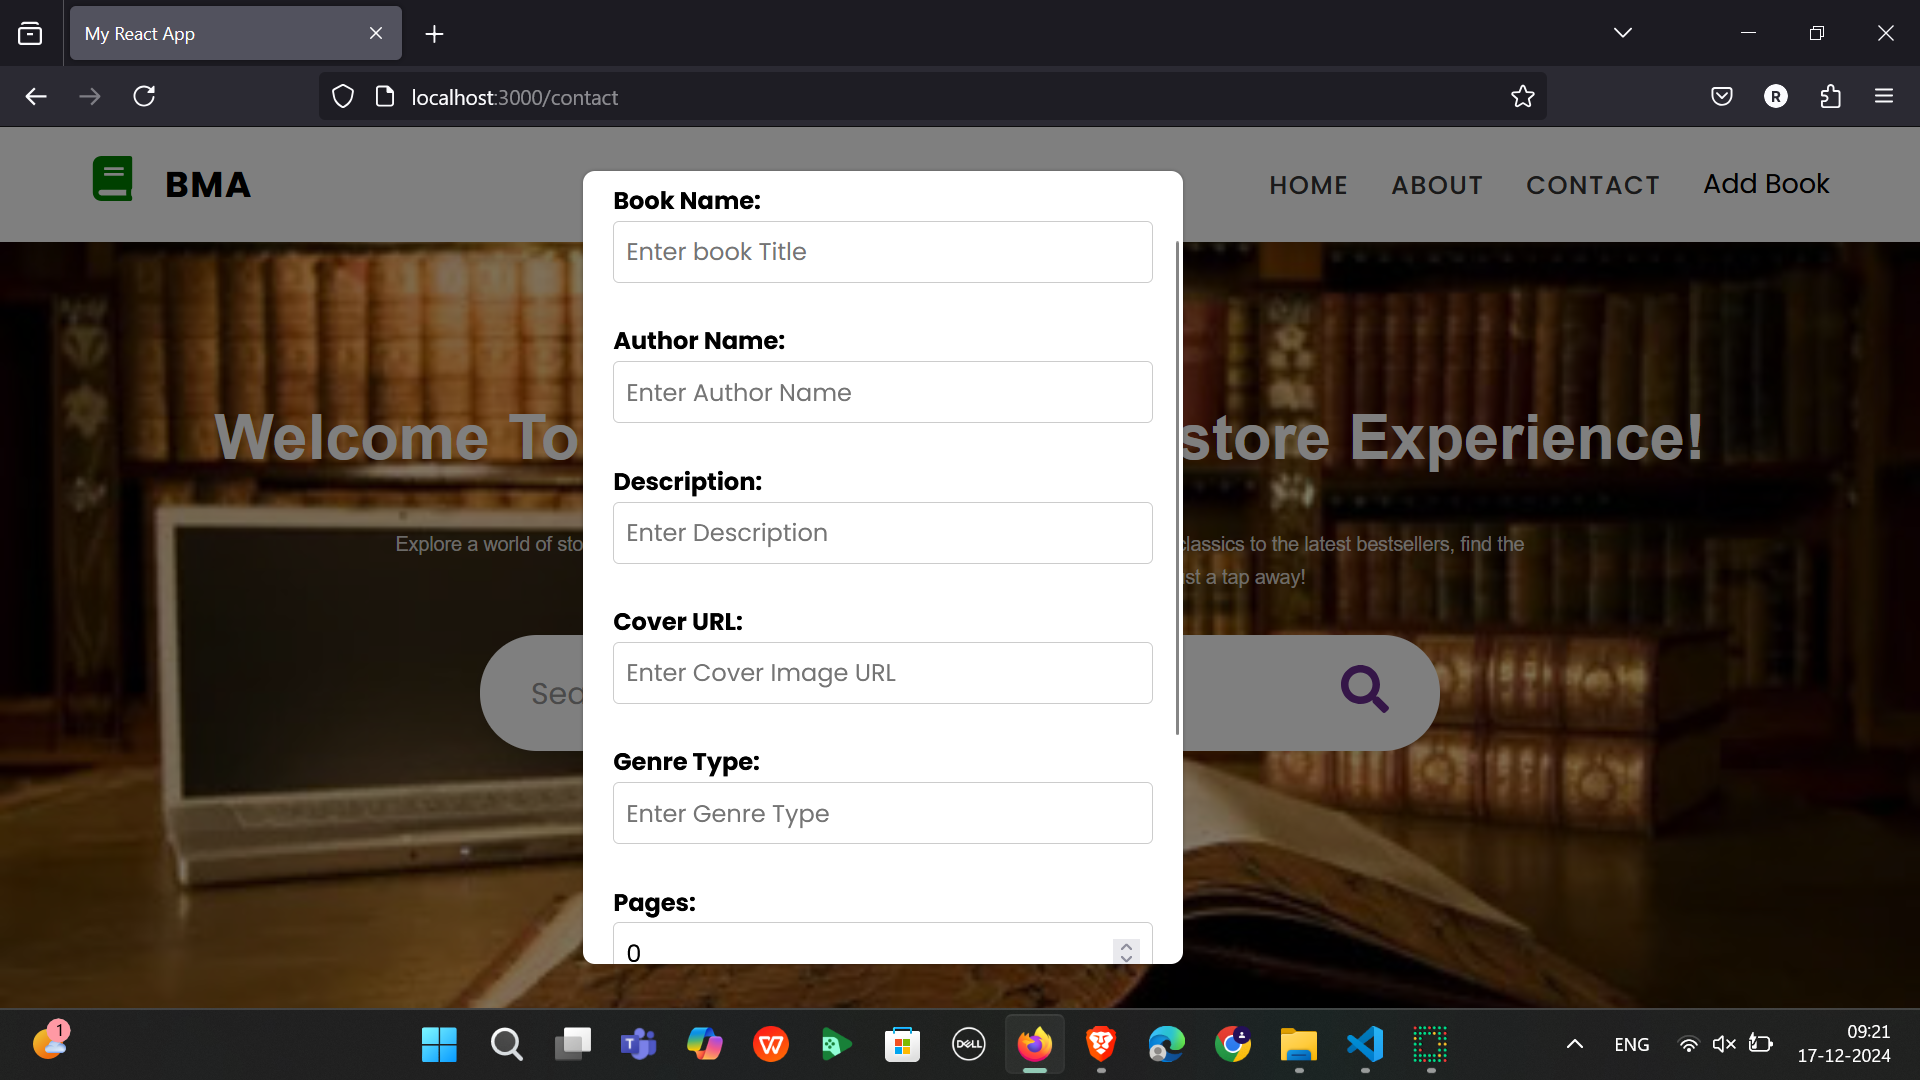 My React App
localhost:3000/contact
BMA
HOME ABOUT CONTACT Add Book
Book Name:
Enter book Title
Author Name:
Enter Author Name
Welcome To
store Experience!
Description:
Enter Description
Explore a world of sto
lassics to the latest bestsellers, find the
st a tap away!
Cover URL:
Enter Cover Image URL
Sea
Genre Type:
Enter Genre Type
Pages:
0
1
DELL
ENG
09:21
17-12-2024